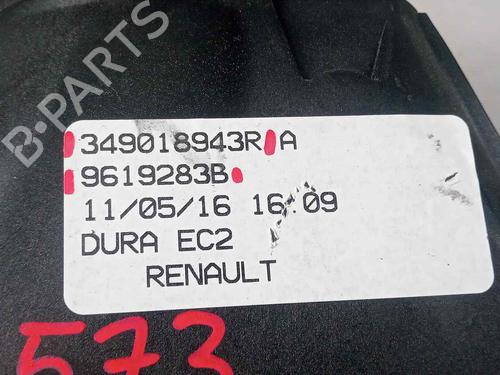 B-PARTS
349018943R A
9619283B
11/05/16 16:09
DURA EC2
RENAULT
573